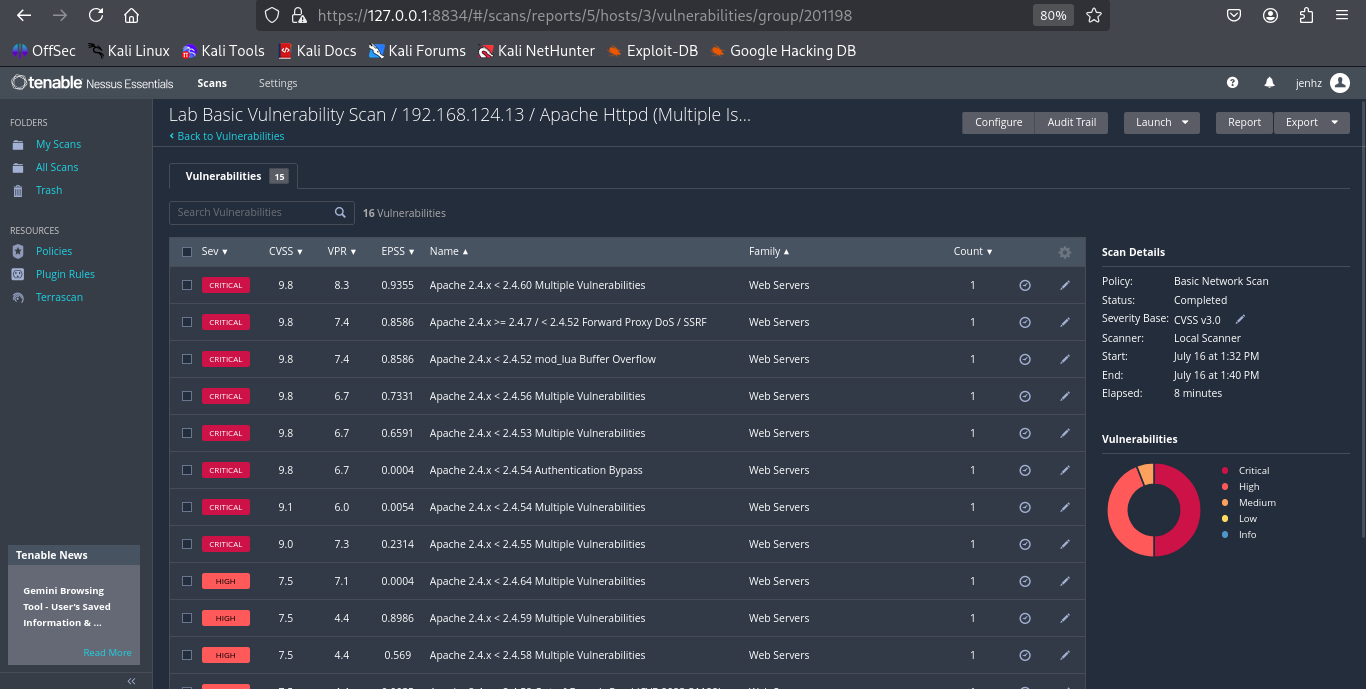 https://127.0.0.1:8834/#/scans/reports/5/hosts/3/vulnerabilities/group/201198
80%
OffSec Kali Linux Kali Tools Kali Docs Kali Forums Kali NetHunter Exploit-DB Google Hacking DB
tenable Nessus Essentials Scans Settings jenhz
FOLDERS
My Scans
All Scans
Trash
RESOURCES
Policies
Plugin Rules
Terrascan
Tenable News
Gemini Browsing
Tool - User's Saved
Information & ...
Read More
Lab Basic Vulnerability Scan / 192.168.124.13 / Apache Httpd (Multiple Is...
Back to Vulnerabilities
Configure Audit Trail Launch Report Export
Vulnerabilities 15
Search Vulnerabilities 16 Vulnerabilities
Sev CVSS VPR EPSS Name Family Count
CRITICAL 9.8 8.3 0.9355 Apache 2.4.x < 2.4.60 Multiple Vulnerabilities Web Servers 1
CRITICAL 9.8 7.4 0.8586 Apache 2.4.x >= 2.4.7 / < 2.4.52 Forward Proxy DoS / SSRF Web Servers 1
CRITICAL 9.8 7.4 0.8586 Apache 2.4.x < 2.4.52 mod_lua Buffer Overflow Web Servers 1
CRITICAL 9.8 6.7 0.7331 Apache 2.4.x < 2.4.56 Multiple Vulnerabilities Web Servers 1
CRITICAL 9.8 6.7 0.6591 Apache 2.4.x < 2.4.53 Multiple Vulnerabilities Web Servers 1
CRITICAL 9.8 6.7 0.0004 Apache 2.4.x < 2.4.54 Authentication Bypass Web Servers 1
CRITICAL 9.1 6.0 0.0054 Apache 2.4.x < 2.4.54 Multiple Vulnerabilities Web Servers 1
CRITICAL 9.0 7.3 0.2314 Apache 2.4.x < 2.4.55 Multiple Vulnerabilities Web Servers 1
HIGH 7.5 7.1 0.0004 Apache 2.4.x < 2.4.64 Multiple Vulnerabilities Web Servers 1
HIGH 7.5 4.4 0.8986 Apache 2.4.x < 2.4.59 Multiple Vulnerabilities Web Servers 1
HIGH 7.5 4.4 0.569 Apache 2.4.x < 2.4.58 Multiple Vulnerabilities Web Servers 1
Scan Details
Policy: Basic Network Scan
Status: Completed
Severity Base: CVSS v3.0
Scanner: Local Scanner
Start: July 16 at 1:32 PM
End: July 16 at 1:40 PM
Elapsed: 8 minutes
Vulnerabilities
Critical
High
Medium
Low
Info